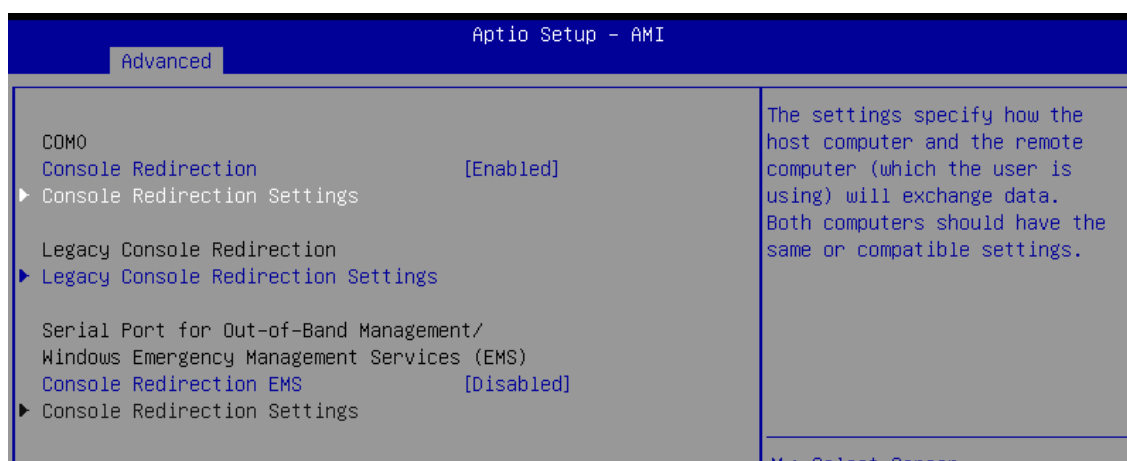 Aptio Setup – AMI
Advanced
COM0
Console Redirection [Enabled]
Console Redirection Settings
Legacy Console Redirection
Legacy Console Redirection Settings
Serial Port for Out-of-Band Management/
Windows Emergency Management Services (EMS)
Console Redirection EMS [Disabled]
Console Redirection Settings
The settings specify how the
host computer and the remote
computer (which the user is
using) will exchange data.
Both computers should have the
same or compatible settings.